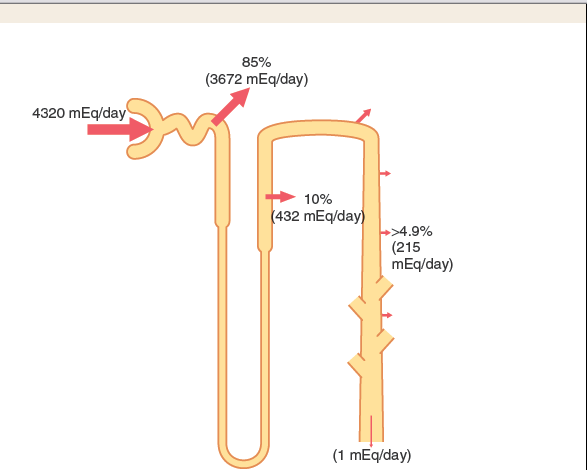 85%
(3672 mEq/day)
4320 mEq/day
10%
(432 mEq/day)
>4.9%
(215
mEq/day)
(1 mEq/day)